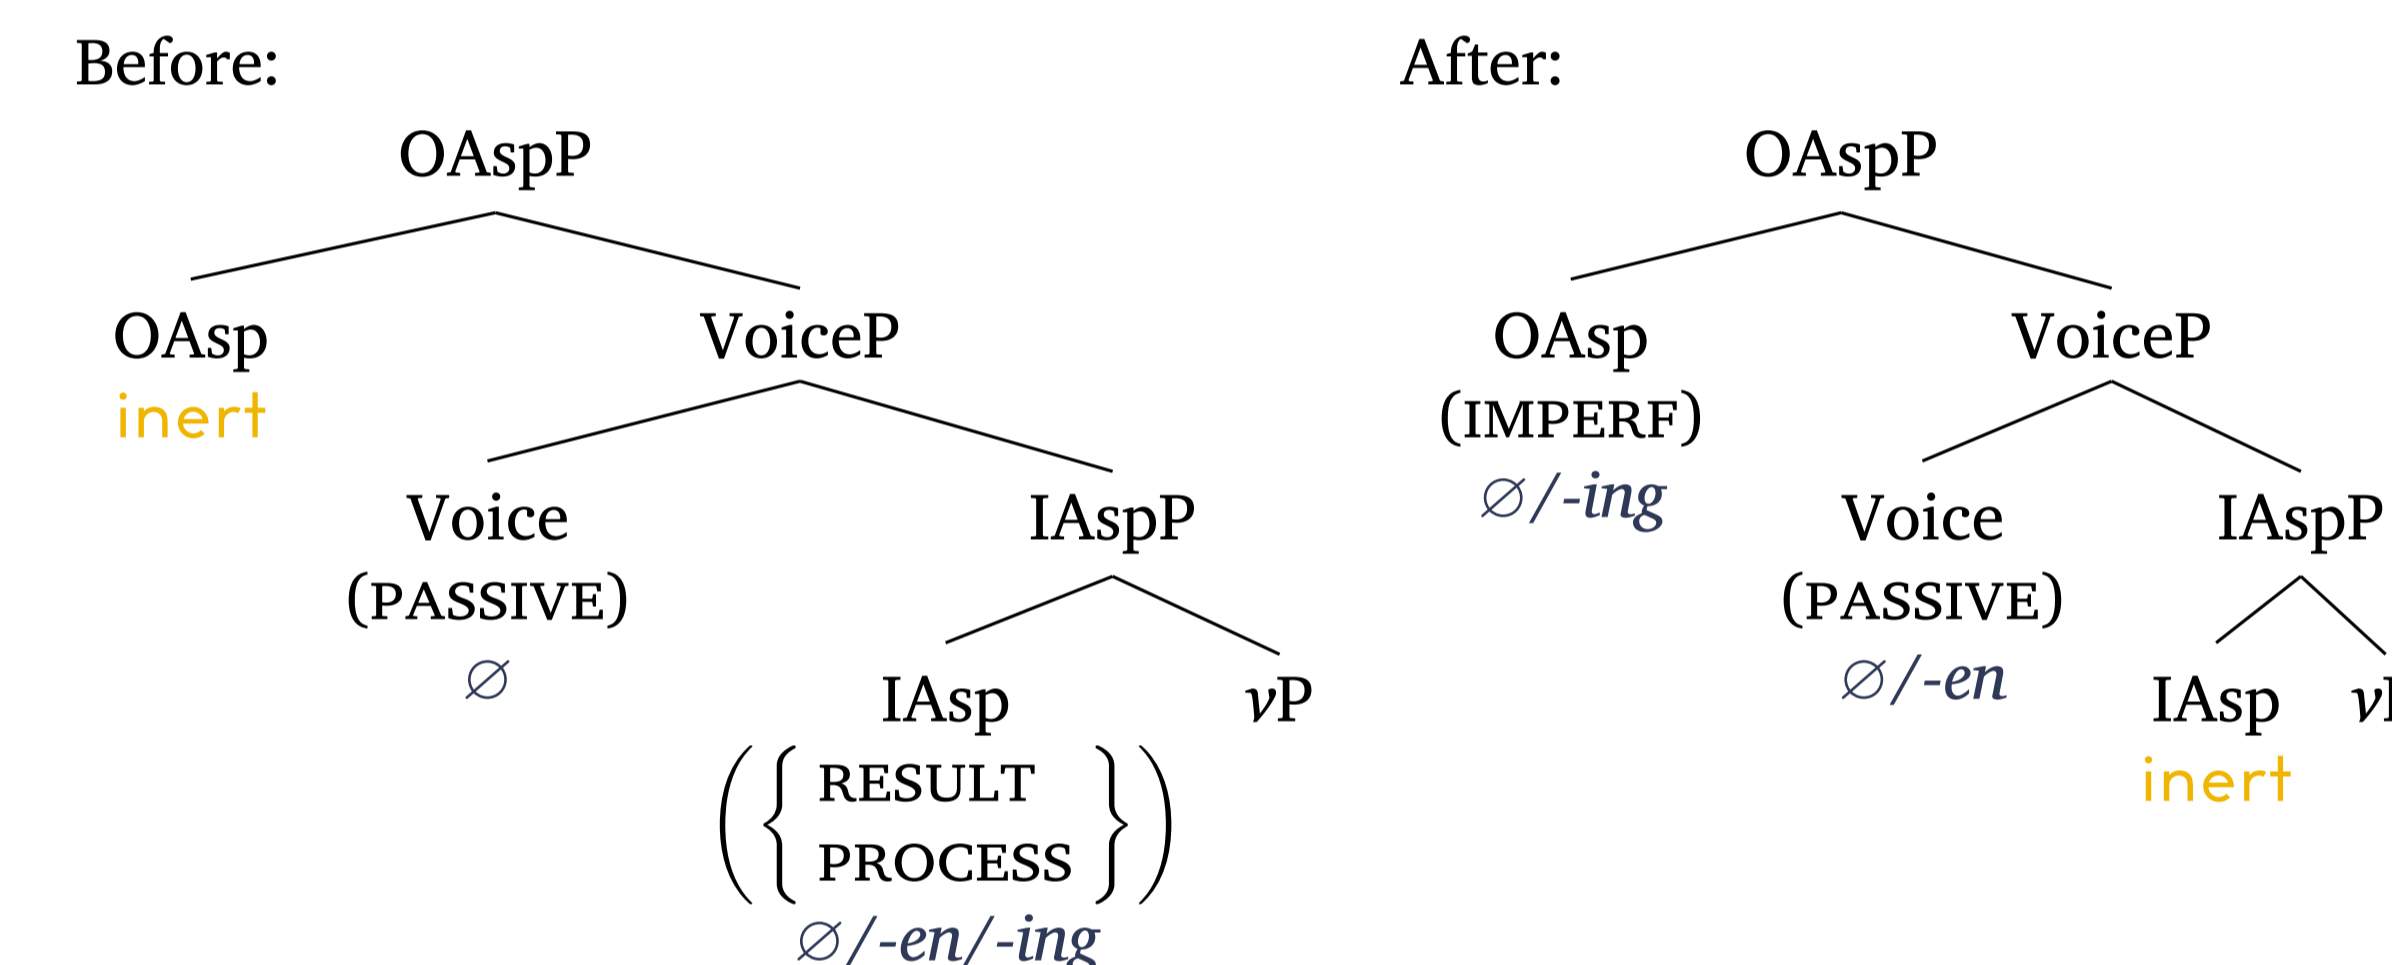 Before:
OAspP
OAsp
inert
VoiceP
Voice
(PASSIVE)
∅
IAspP
IAsp
({RESULT
PROCESS})
∅/-en/-ing
vP
After:
OAspP
OAsp
(IMPERF)
∅/-ing
VoiceP
Voice
(PASSIVE)
∅/-en
IAspP
IAsp
inert